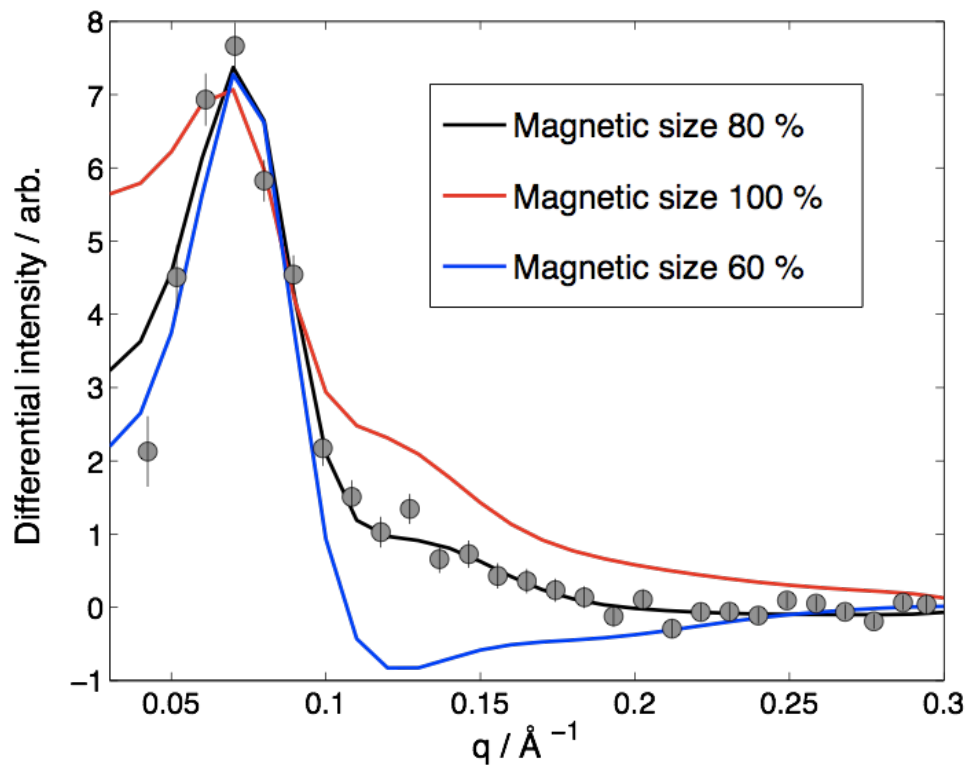 8
7
6
5
4
3
2
1
0
−1
Differential intensity / arb.
Magnetic size 80 %
Magnetic size 100 %
Magnetic size 60 %
0.05 0.1 0.15 0.2 0.25 0.3
q / Å −1